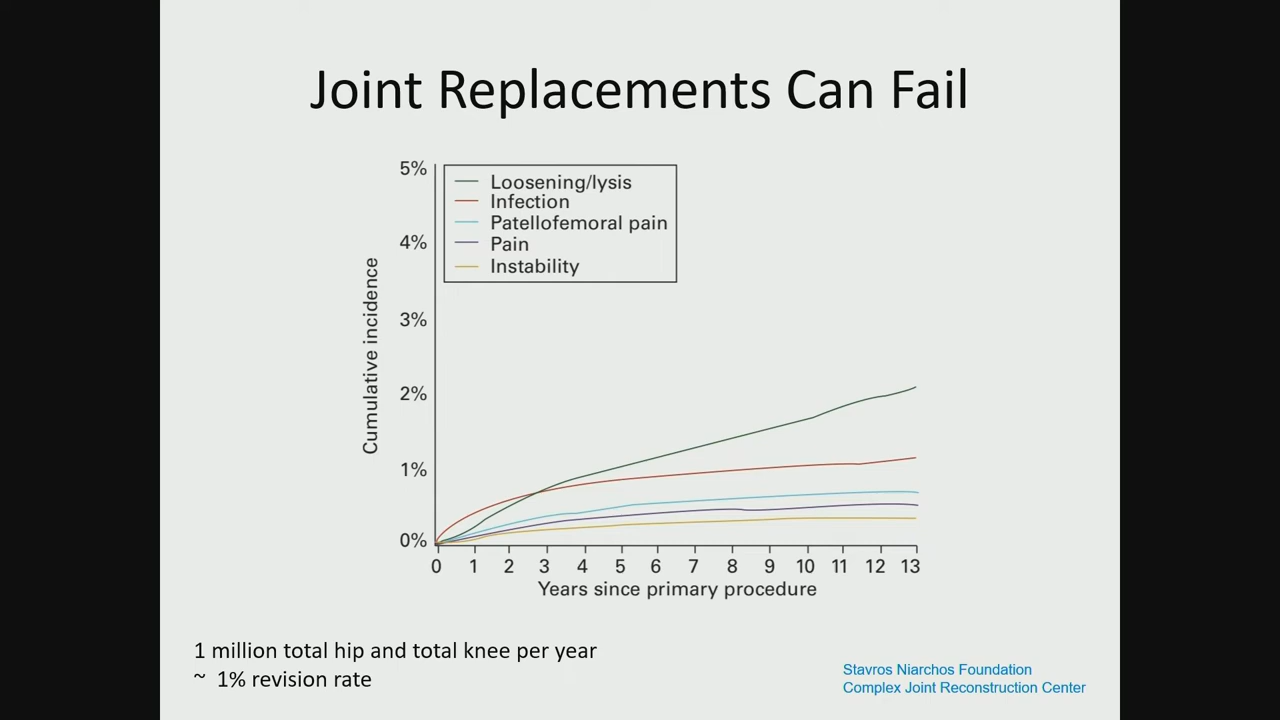 Joint Replacements Can Fail
5%
4%
3%
2%
1%
0%
Cumulative incidence
Loosening/lysis
Infection
Patellofemoral pain
Pain
Instability
0 1 2 3 4 5 6 7 8 9 10 11 12 13
Years since primary procedure
1 million total hip and total knee per year
~ 1% revision rate
Stavros Niarchos Foundation
Complex Joint Reconstruction Center